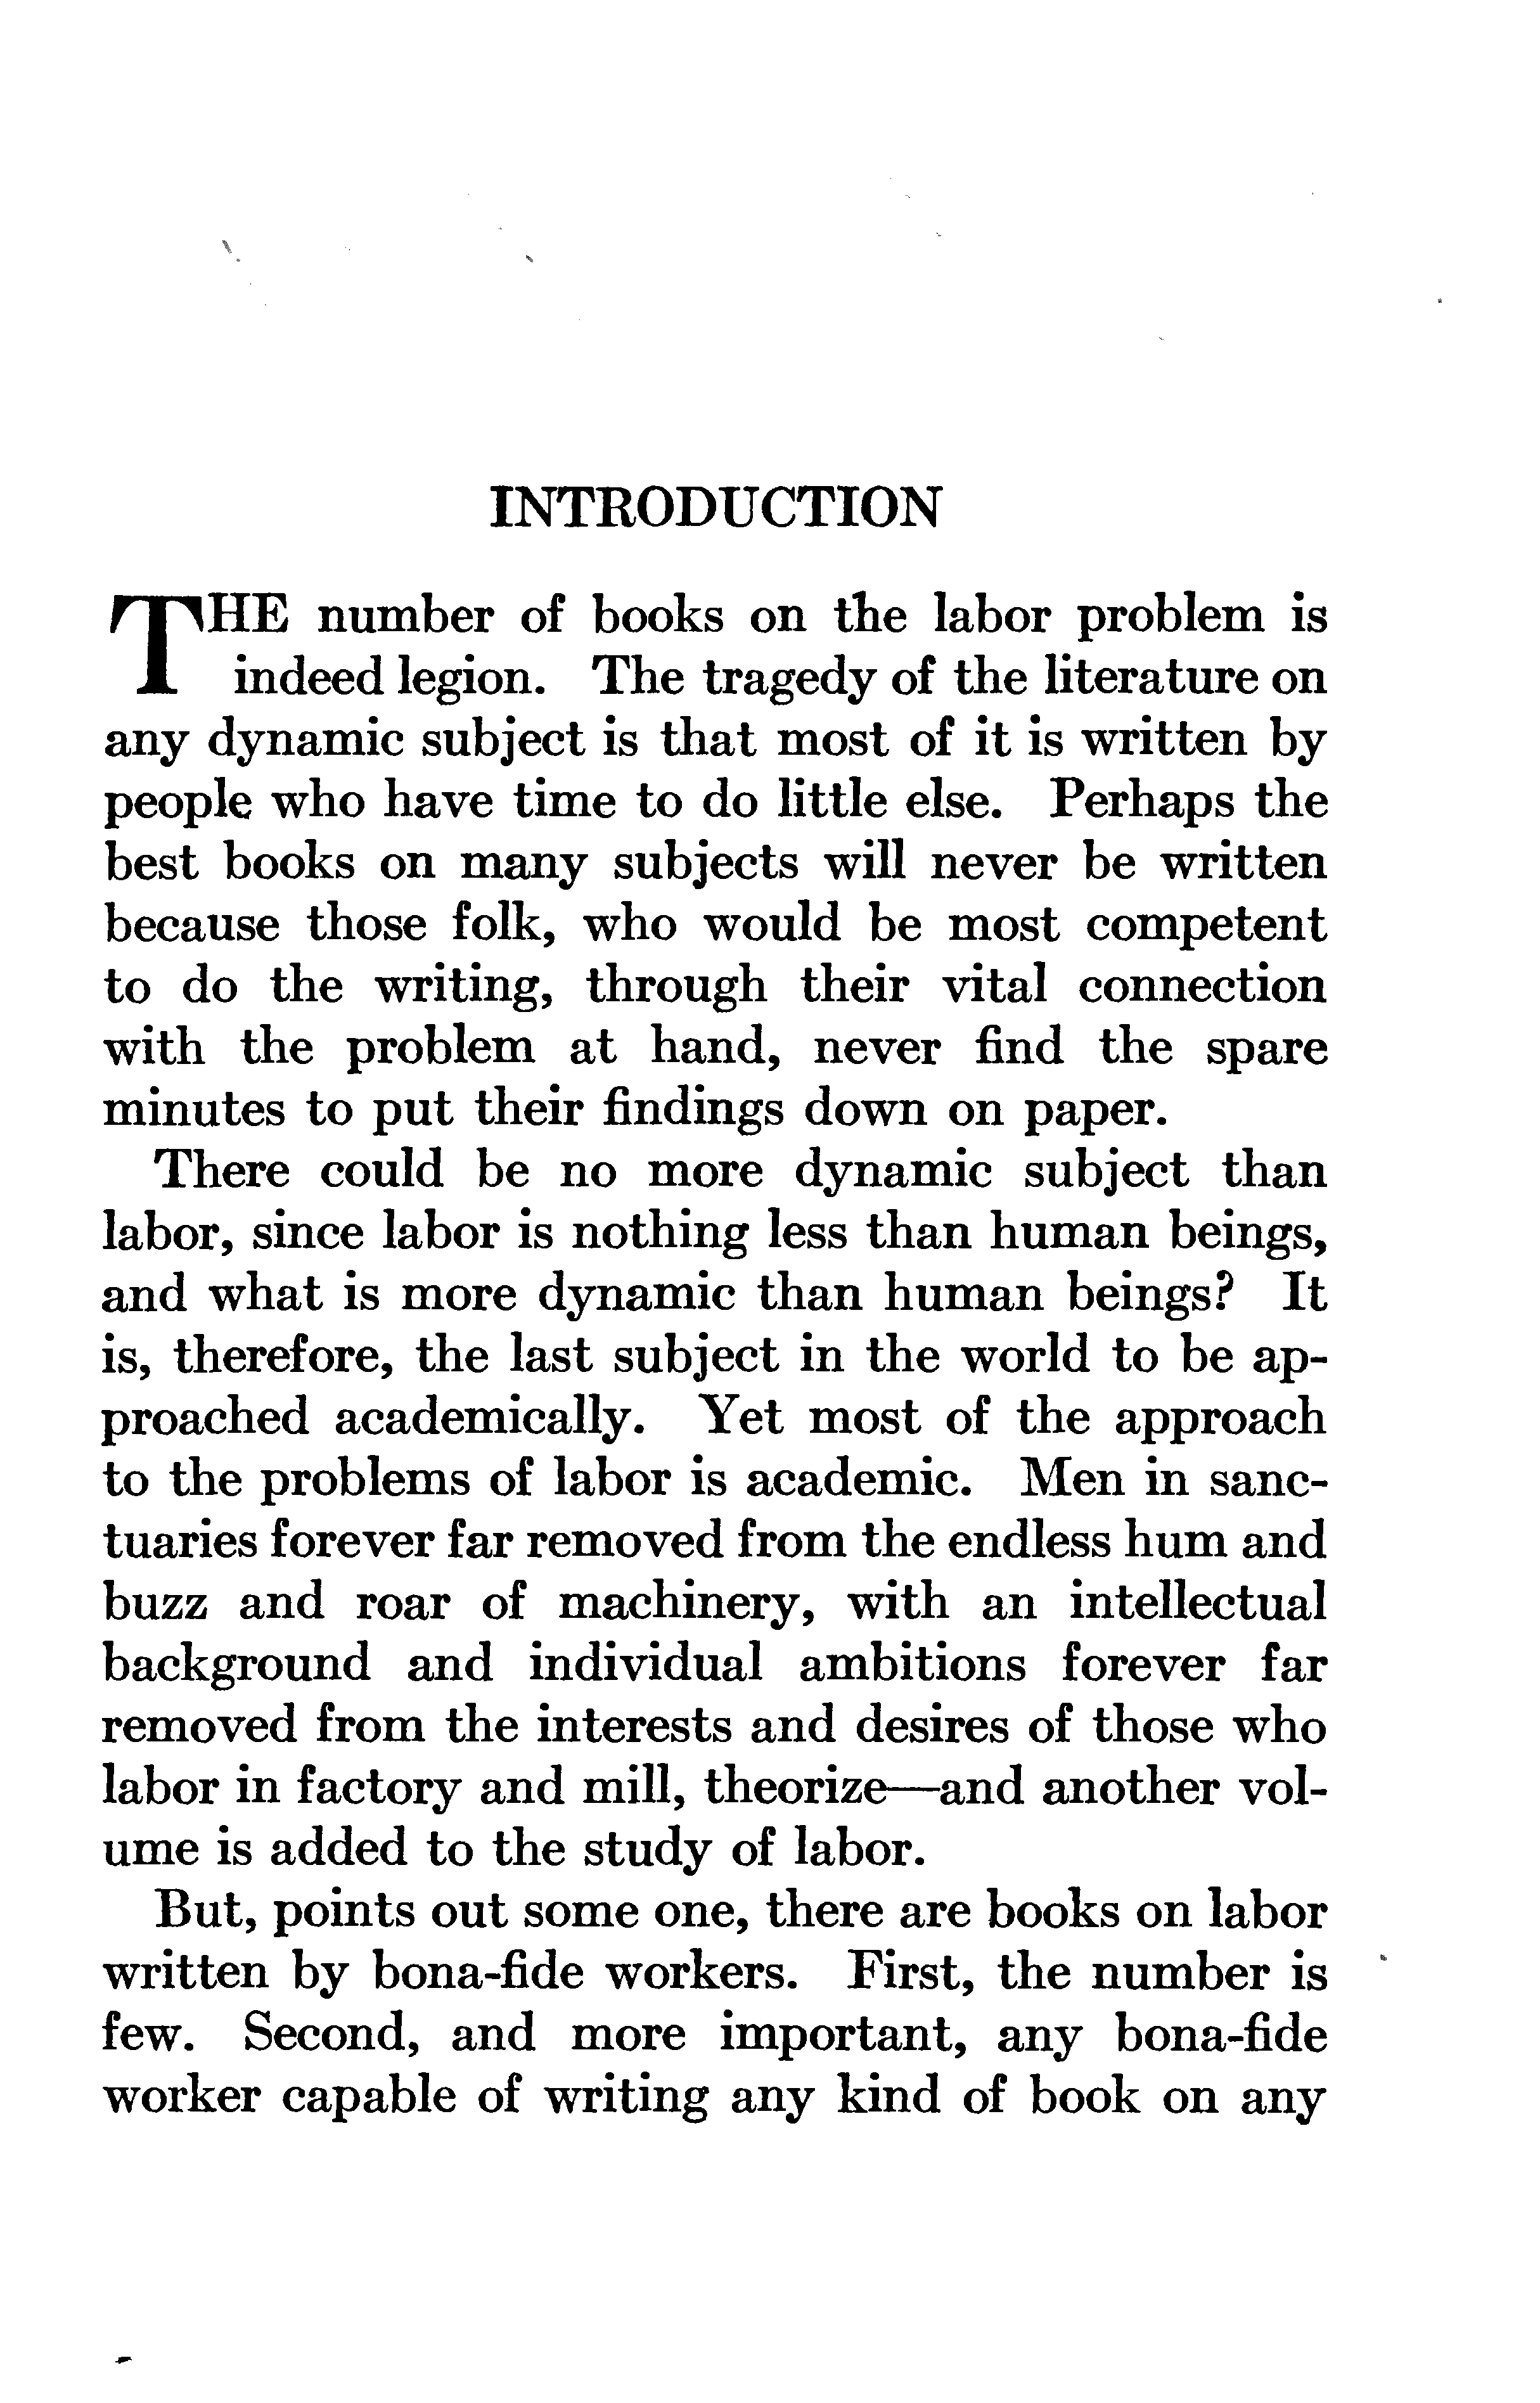 INTRODUCTION
THE number of books on the labor problem is
indeed legion. The tragedy of the literature on
any dynamic subject is that most of it is written by
people who have time to do little else. Perhaps the
best books on many subjects will never be written
because those folk, who would be most competent
to do the writing, through their vital connection
with the problem at hand, never find the spare
minutes to put their findings down on paper.
There could be no more dynamic subject than
labor, since labor is nothing less than human beings,
and what is more dynamic than human beings? It
is, therefore, the last subject in the world to be ap-
proached academically. Yet most of the approach
to the problems of labor is academic. Men in sanc-
tuaries forever far removed from the endless hum and
buzz and roar of machinery, with an intellectual
background and individual ambitions forever far
removed from the interests and desires of those who
labor in factory and mill, theorize—and another vol-
ume is added to the study of labor.
But, points out some one, there are books on labor
written by bona-fide workers. First, the number is
few. Second, and more important, any bona-fide
worker capable of writing any kind of book on any